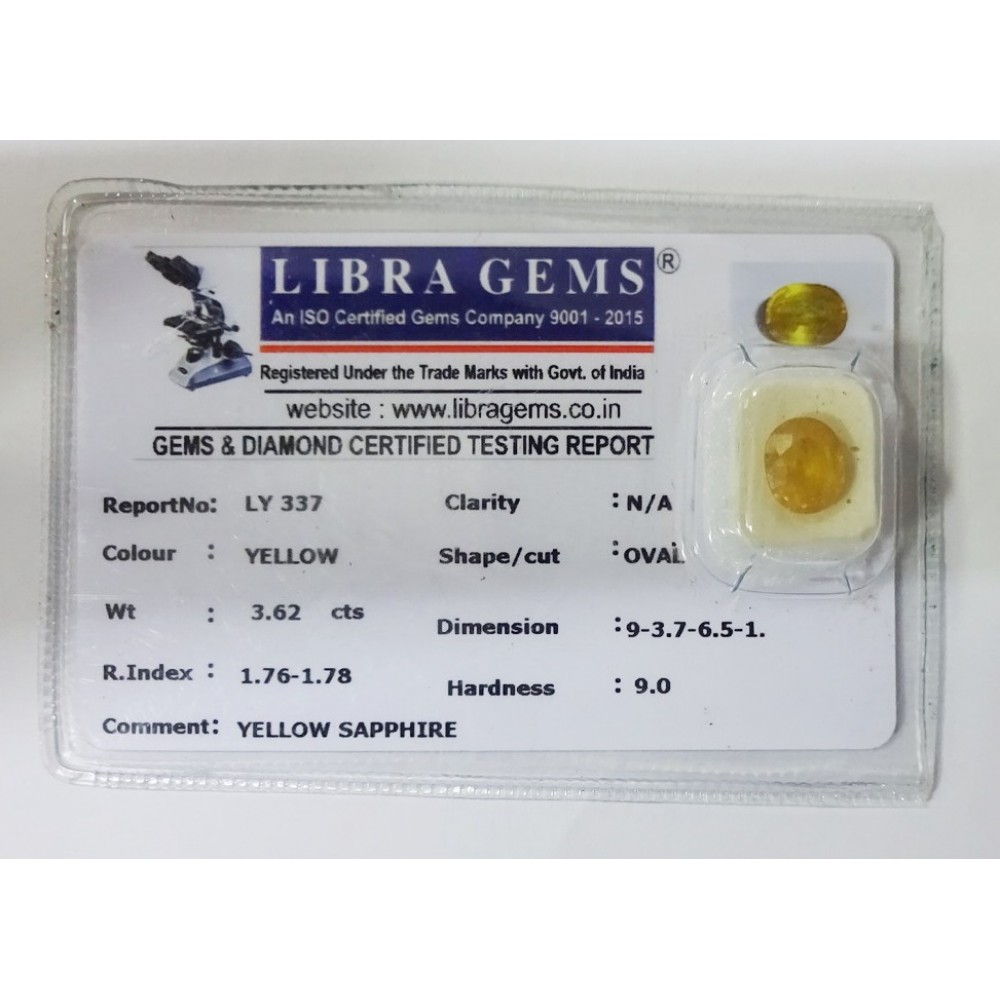 LIBRA GEMS®
An ISO Certified Gems Company 9001 - 2015
Registered Under the Trade Marks with Govt. of India
website : www.libragems.co.in
GEMS & DIAMOND CERTIFIED TESTING REPORT
ReportNo: LY 337 Clarity : N/A
Colour : YELLOW Shape/cut : OVAL
Wt : 3.62 cts Dimension : 9-3.7-6.5-1.
R.Index : 1.76-1.78 Hardness : 9.0
Comment: YELLOW SAPPHIRE